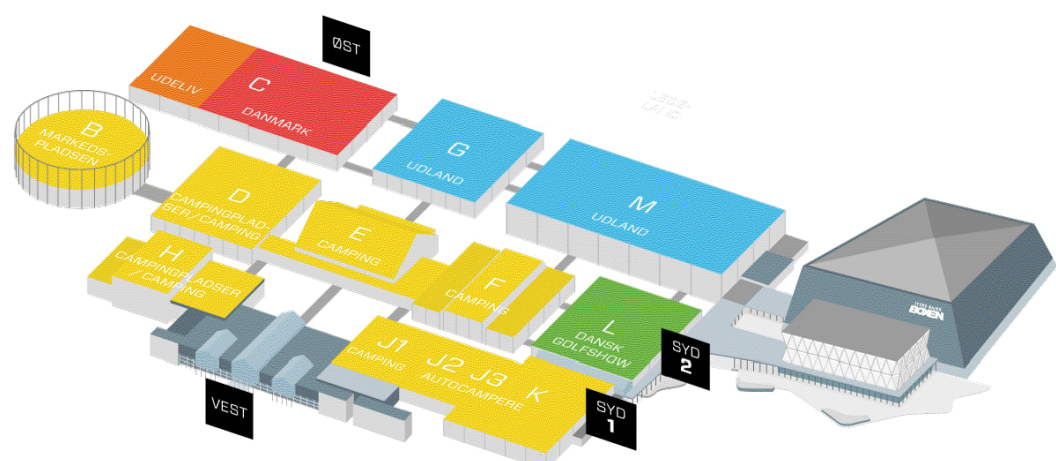 ØST
UDELIV
C
DANMARK
B
MARKEDS-
PLADSEN
G
UDLAND
M
UDLAND
D
CAMPINGPLAD-
SER/CAMPING
E
CAMPING
H
CAMPINGPLADSER
/ CAMPING
F
CAMPING
L
DANSK
GOLFSHOW
BOXEN
J1
CAMPING
J2 J3
AUTOCAMPERE
K
SYD
2
SYD
1
VEST